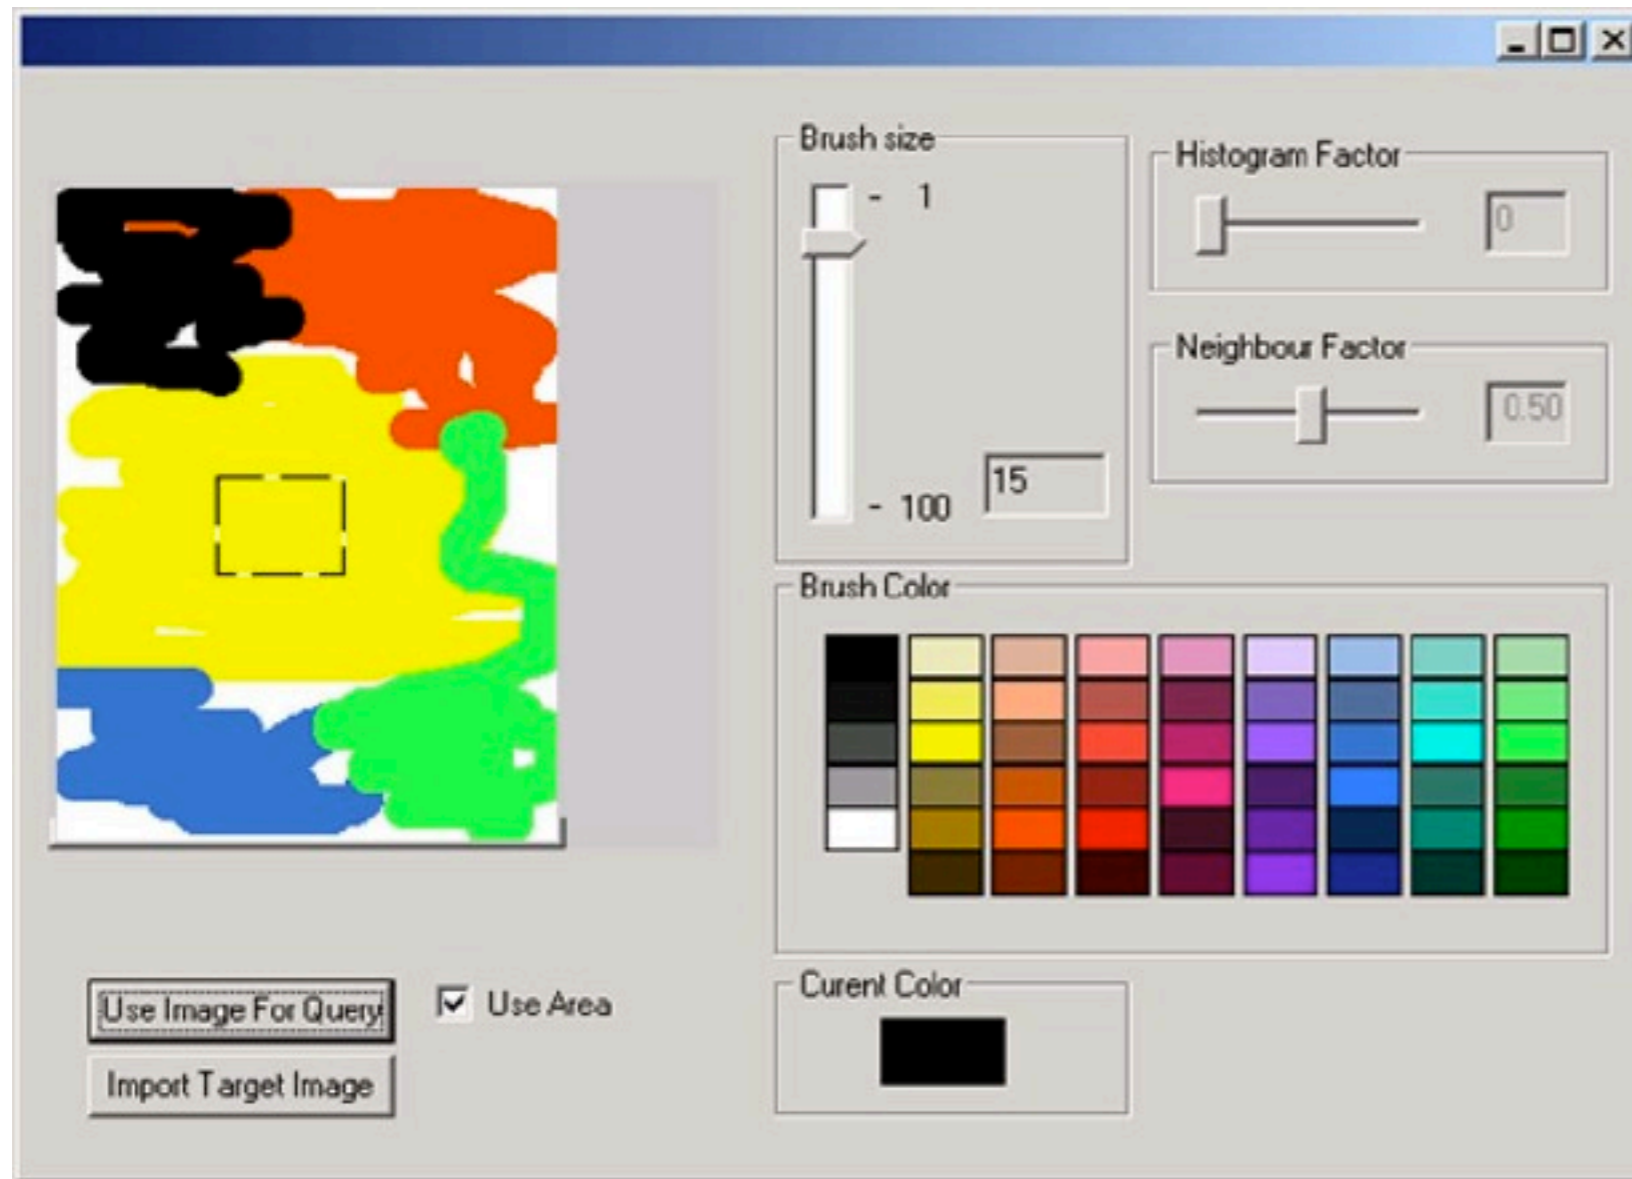 Brush size
- 1
- 100
15
Histogram Factor
0
Neighbour Factor
0.50
Brush Color
Use Image For Query
Use Area
Import Target Image
Curent Color